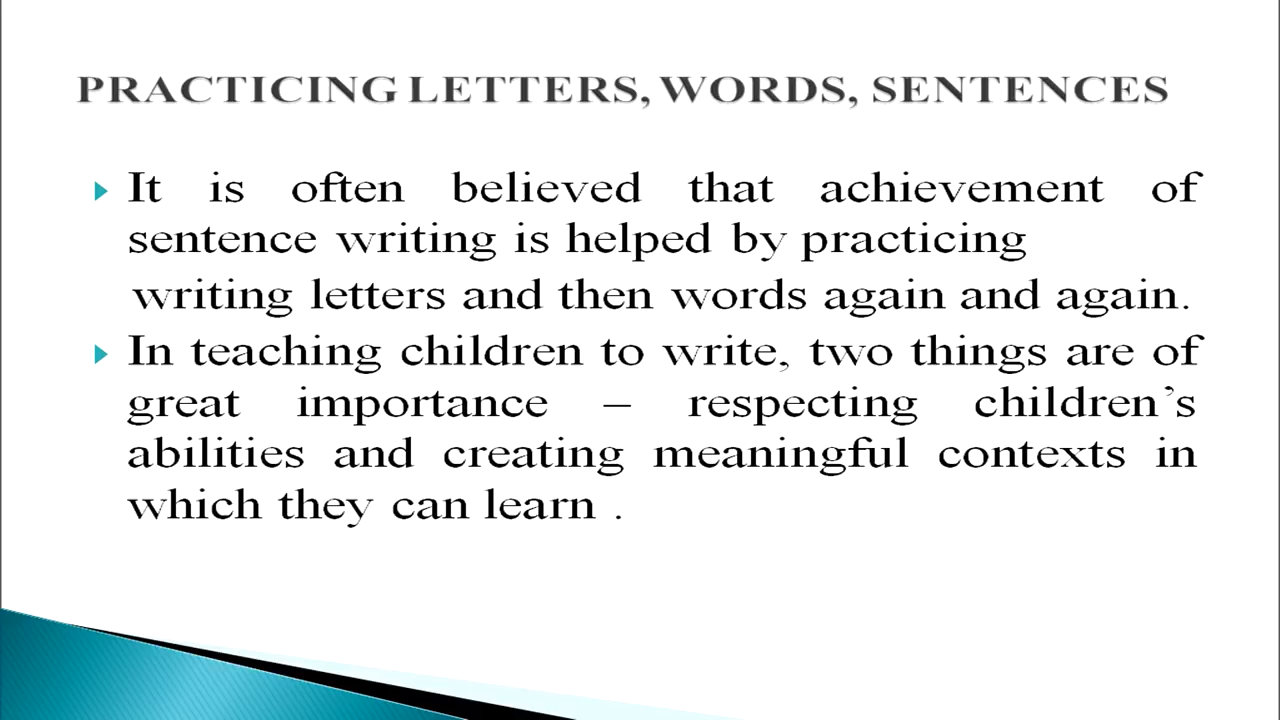 PRACTICING LETTERS, WORDS, SENTENCES
It is often believed that achievement of
sentence writing is helped by practicing
writing letters and then words again and again.
In teaching children to write, two things are of
great importance – respecting children’s
abilities and creating meaningful contexts in
which they can learn .